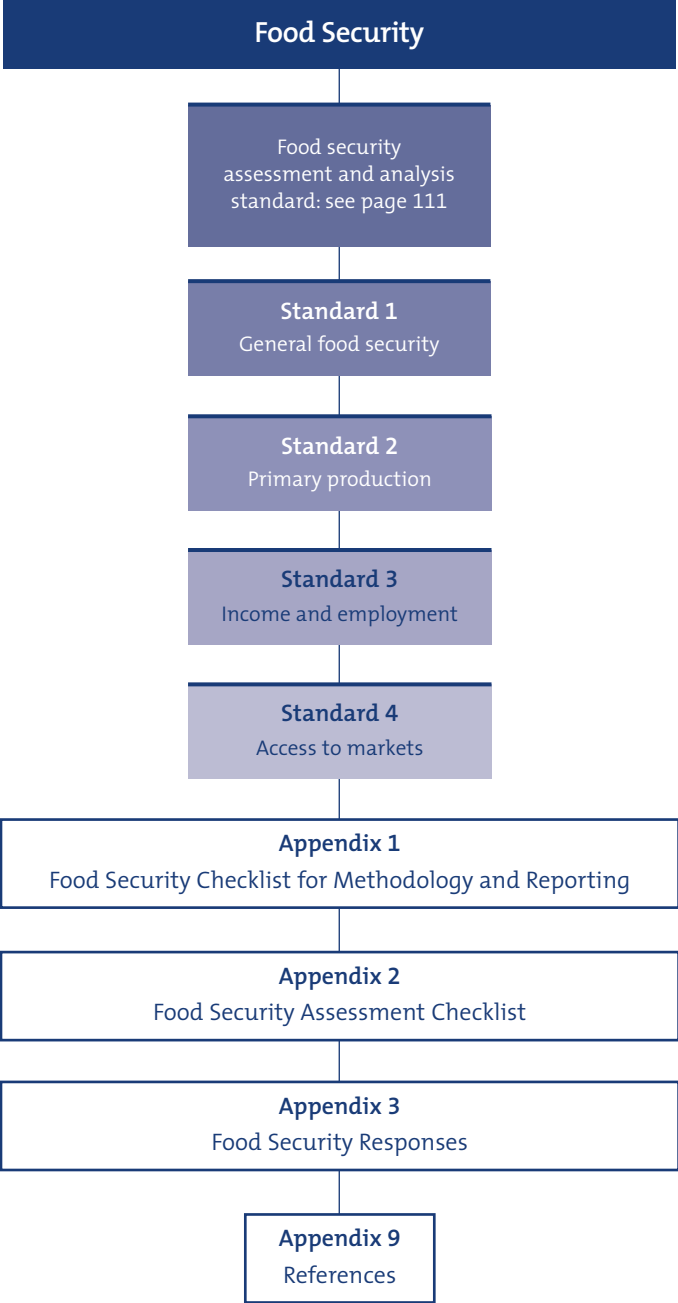 Food Security
Food security
assessment and analysis
standard: see page 111
Standard 1
General food security
Standard 2
Primary production
Standard 3
Income and employment
Standard 4
Access to markets
Appendix 1
Food Security Checklist for Methodology and Reporting
Appendix 2
Food Security Assessment Checklist
Appendix 3
Food Security Responses
Appendix 9
References